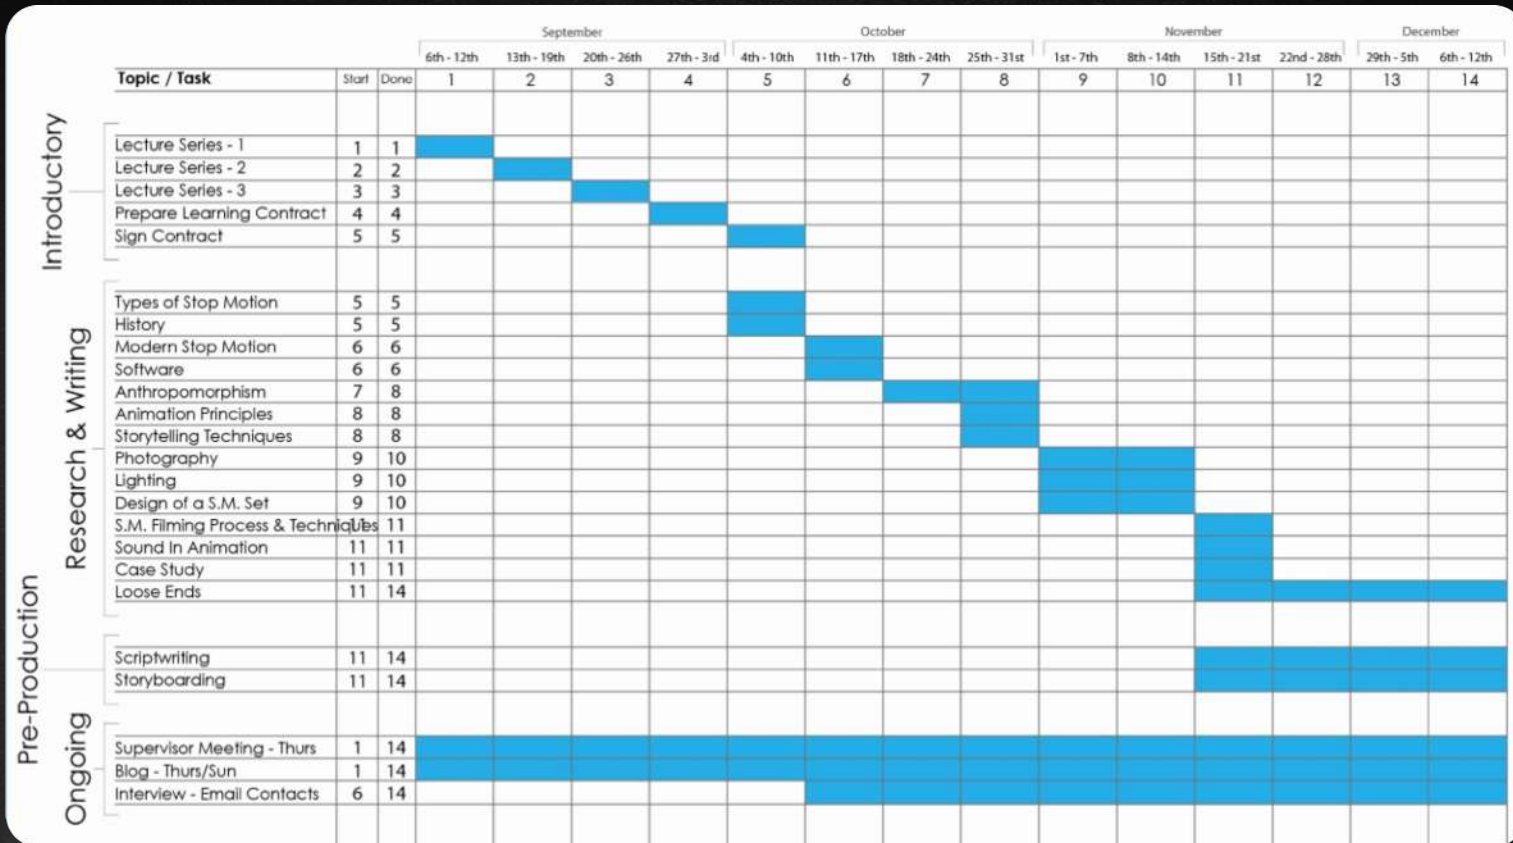 September October November December
6th - 12th 13th - 19th 20th - 26th 27th - 3rd 4th - 10th 11th - 17th 18th - 24th 25th - 31st 1st - 7th 8th - 14th 15th - 21st 22nd - 28th 29th - 5th 6th - 12th
Topic / Task Start Done 1 2 3 4 5 6 7 8 9 10 11 12 13 14
Introductory
Lecture Series - 1 1 1
Lecture Series - 2 2 2
Lecture Series - 3 3 3
Prepare Learning Contract 4 4
Sign Contract 5 5
Research & Writing
Types of Stop Motion 5 5
History 5 5
Modern Stop Motion 6 6
Software 6 6
Anthropomorphism 7 8
Animation Principles 8 8
Storytelling Techniques 8 8
Photography 9 10
Lighting 9 10
Design of a S.M. Set 9 10
S.M. Filming Process & Techniques 11 11
Sound In Animation 11 11
Case Study 11 11
Loose Ends 11 14
Pre-Production
Scriptwriting 11 14
Storyboarding 11 14
Ongoing
Supervisor Meeting - Thurs 1 14
Blog - Thurs/Sun 1 14
Interview - Email Contacts 6 14